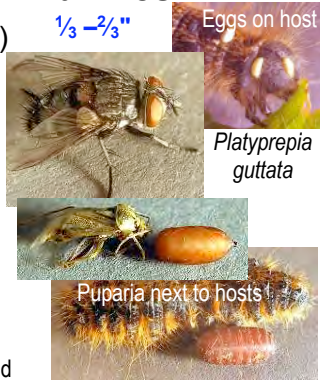 )
⅓ –⅔"
Eggs on host
Platyprepia
guttata
Puparia next to hosts
d